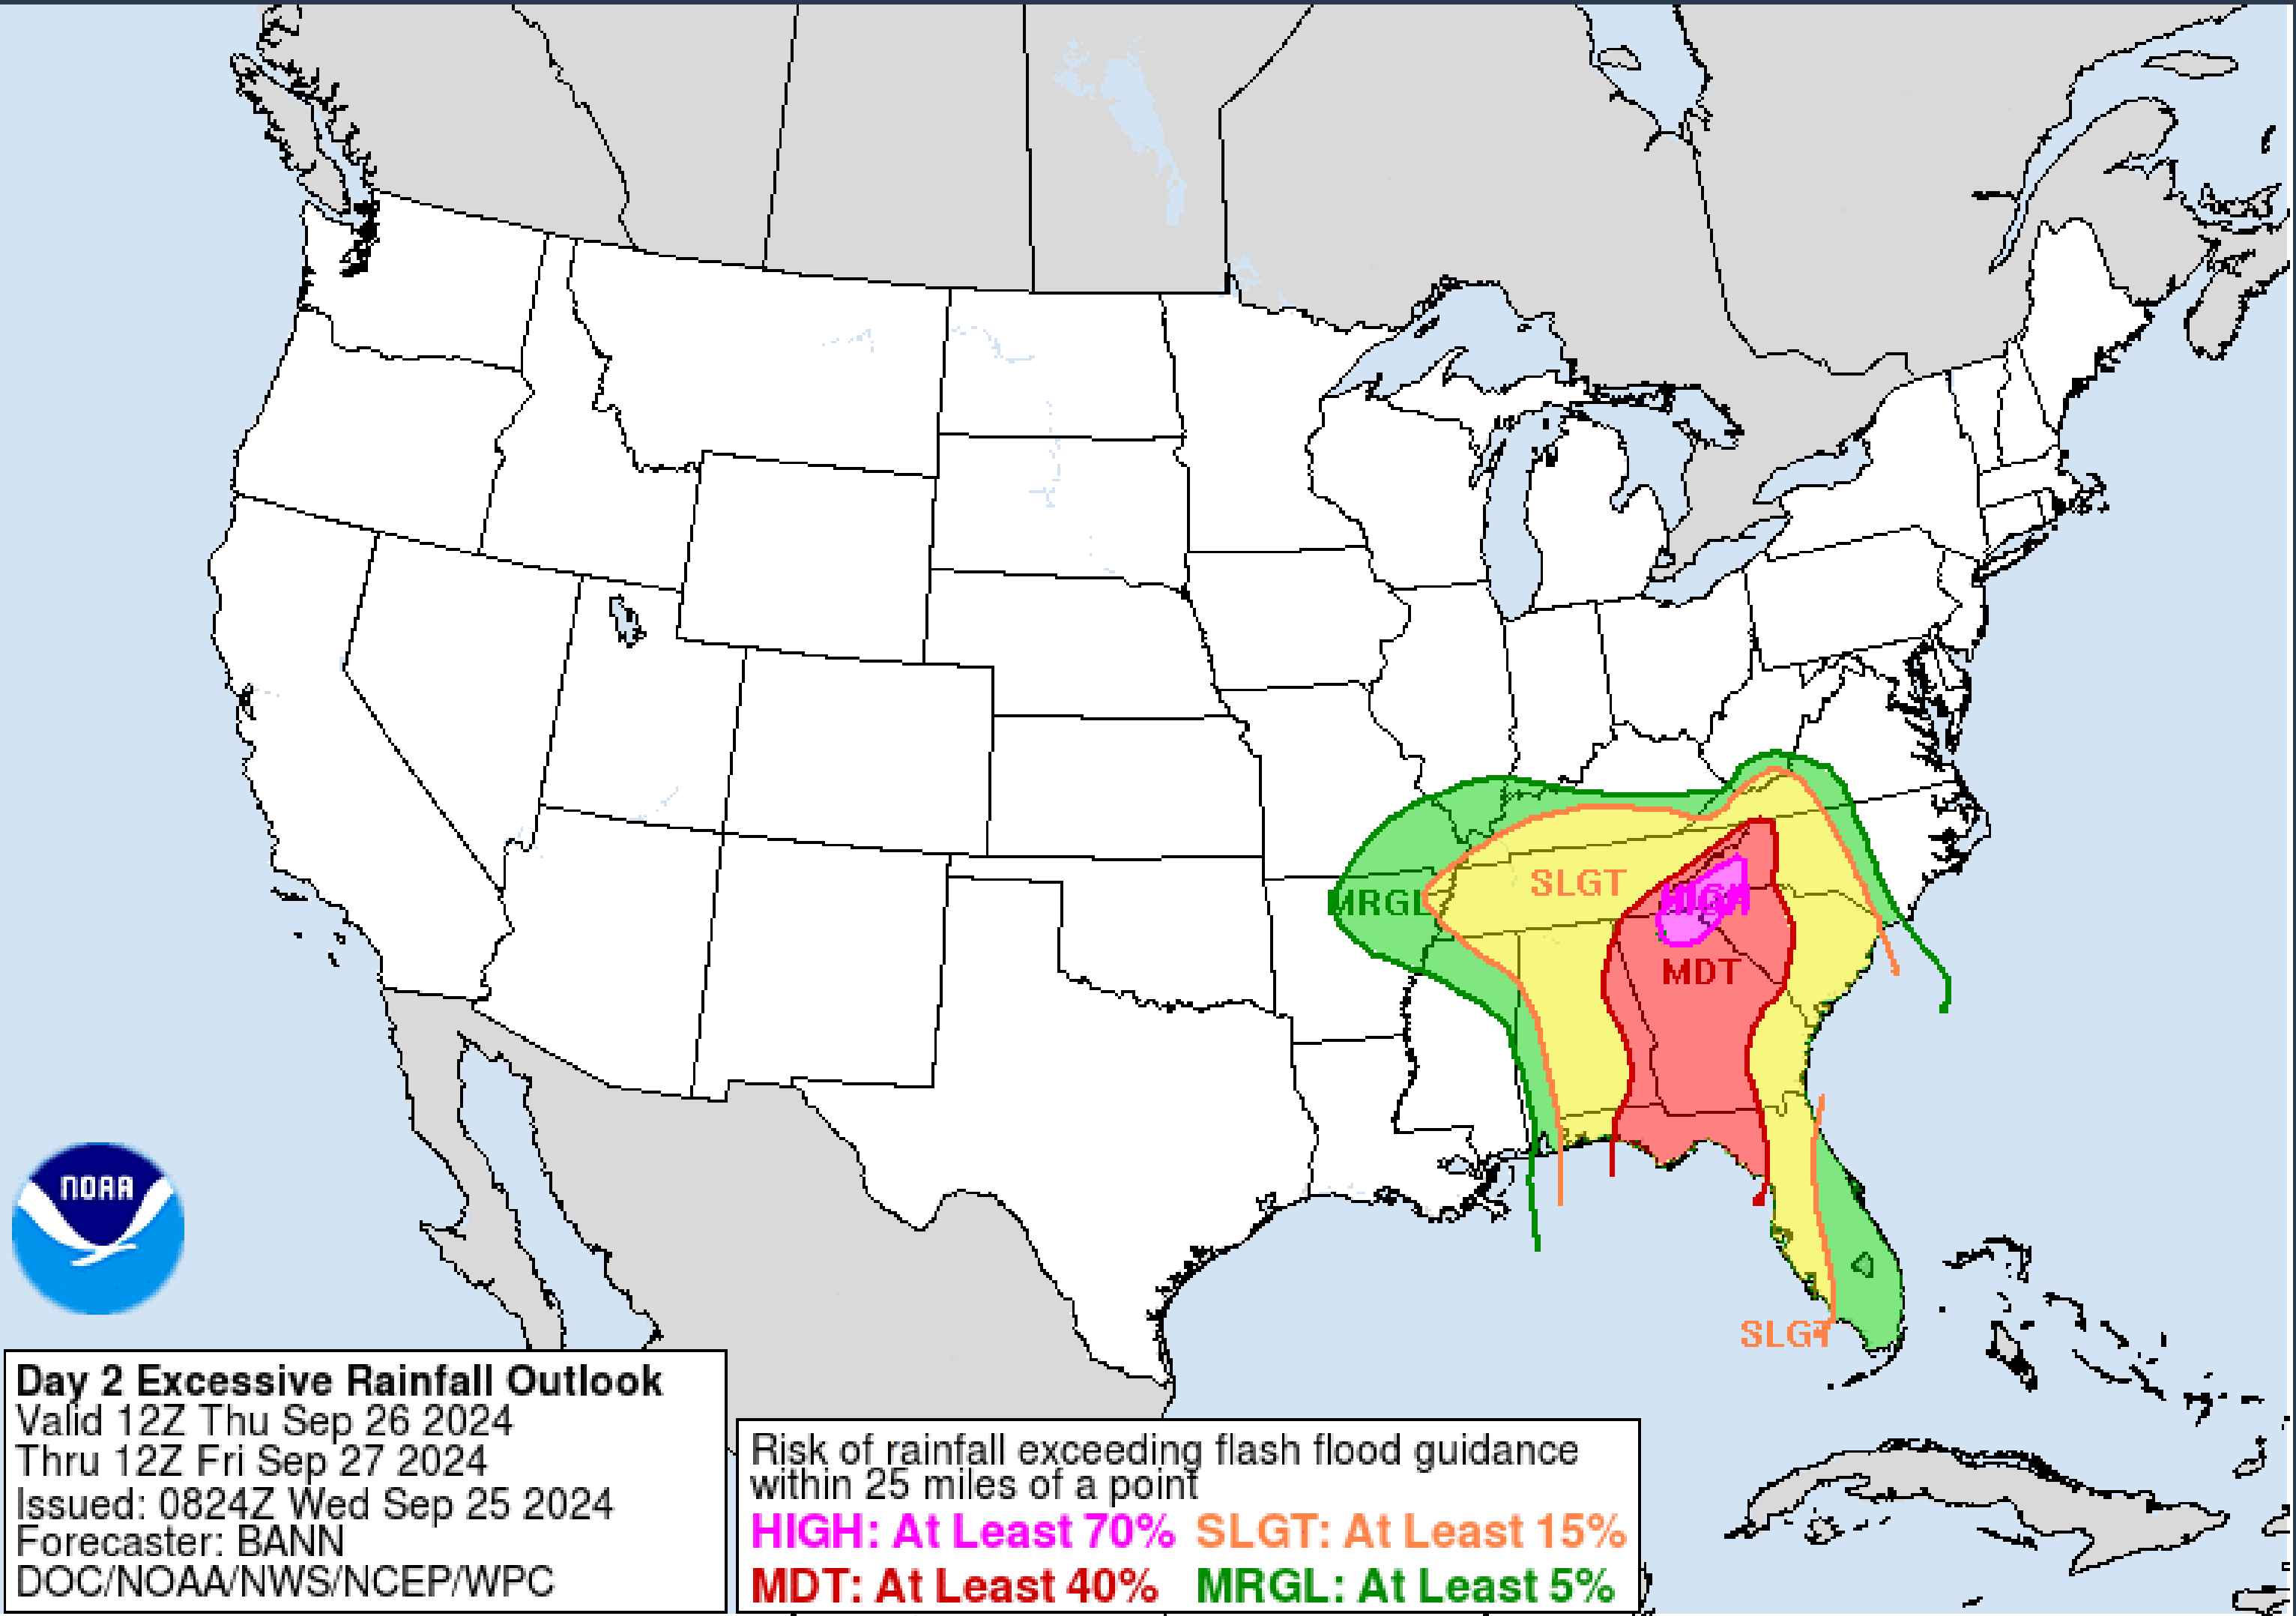 MRGL
SLGT
HIGH
MDT
SLGT
NOAA
Day 2 Excessive Rainfall Outlook
Valid 12Z Thu Sep 26 2024
Thru 12Z Fri Sep 27 2024
Issued: 0824Z Wed Sep 25 2024
Forecaster: BANN
DOC/NOAA/NWS/NCEP/WPC
Risk of rainfall exceeding flash flood guidance
within 25 miles of a point
HIGH: At Least 70% SLGT: At Least 15%
MDT: At Least 40% MRGL: At Least 5%